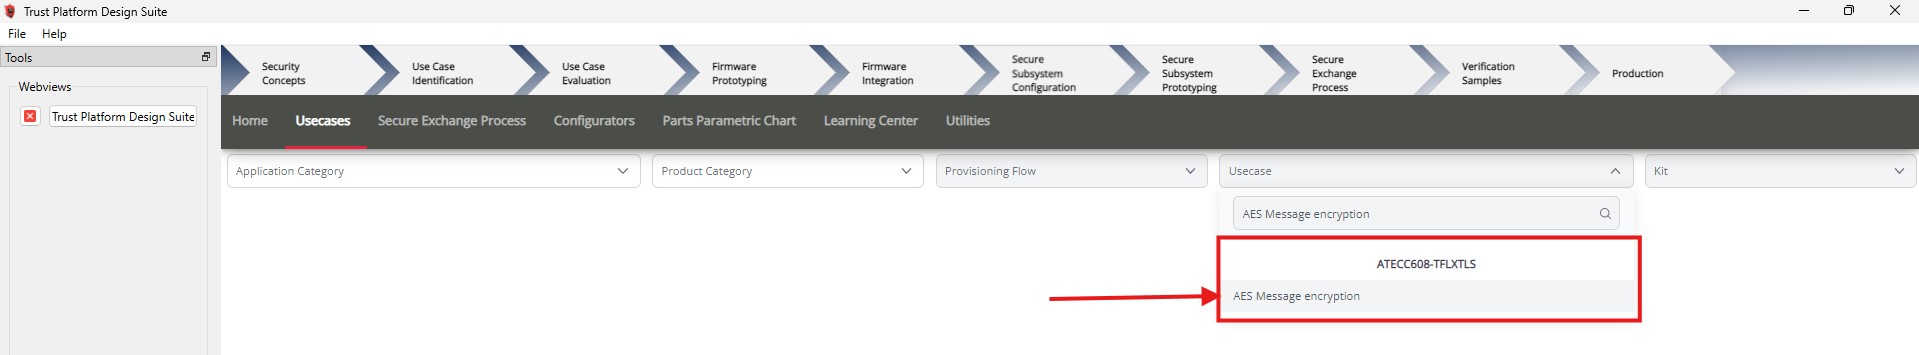 Trust Platform Design Suite
File Help
Tools
Webviews
Trust Platform Design Suite
Security
Concepts
Use Case
Identification
Use Case
Evaluation
Firmware
Prototyping
Firmware
Integration
Secure
Subsystem
Configuration
Secure
Subsystem
Prototyping
Secure
Exchange
Process
Verification
Samples
Production
Home Usecases Secure Exchange Process Configurators Parts Parametric Chart Learning Center Utilities
Application Category Product Category Provisioning Flow Usecase Kit
AES Message encryption
ATECC608-TFLXTLS
AES Message encryption